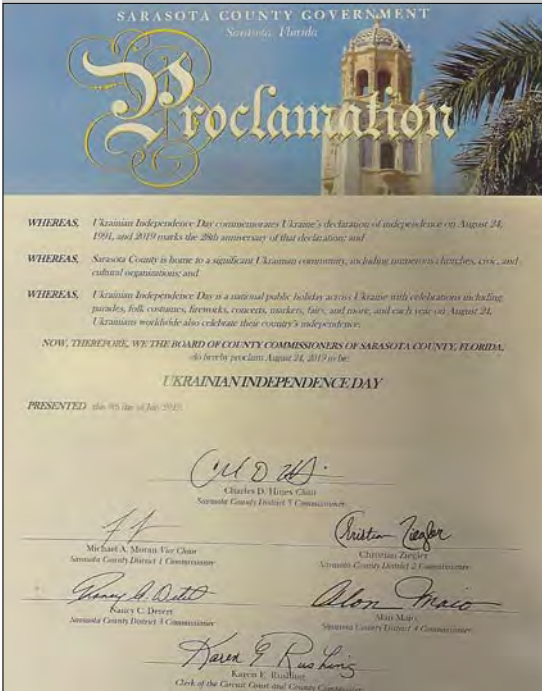 SARASOTA COUNTY GOVERNMENT
Sarasota, Florida
Proclamation
WHEREAS, Ukrainian Independence Day commemorates Ukraine's declaration of independence on August 24,
1991, and 2019 marks the 28th anniversary of that declaration; and
WHEREAS, Sarasota County is home to a significant Ukrainian community, including numerous churches, civic, and
cultural organizations; and
WHEREAS, Ukrainian Independence Day is a national public holiday across Ukraine with celebrations including
parades, folk costumes, fireworks, concerts, markets, fairs, and more, and each year on August 24,
Ukrainians worldwide also celebrate their country's independence.
NOW, THEREFORE, WE THE BOARD OF COUNTY COMMISSIONERS OF SARASOTA COUNTY, FLORIDA,
do hereby proclaim August 24, 2019 to be:
UKRAINIAN INDEPENDENCE DAY
PRESENTED this day of July 2019.
Charles D. Hines Chair
Sarasota County District 5 Commissioner
Christian Ziegler
Michael A. Moran Vice Chair
Sarasota County District 1 Commissioner
Christian Ziegler
Sarasota County District 2 Commissioner
Nancy C. Detert
Sarasota County District 3 Commissioner
Alan Maio
Alan Maio
Sarasota County District 4 Commissioner
Karen E Rushing
Karen E. Rushing
Clerk of the Circuit Court and County